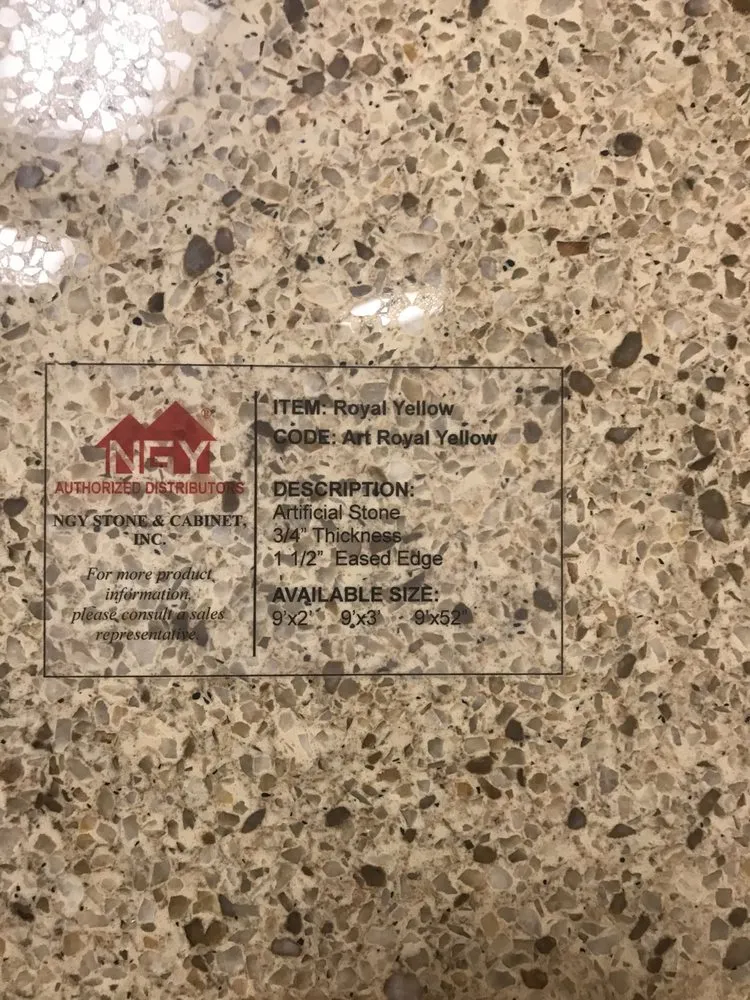 NGY®
AUTHORIZED DISTRIBUTORS
NGY STONE & CABINET,
INC.
For more product
information,
please consult a sales
representative.
ITEM: Royal Yellow
CODE: Art Royal Yellow
DESCRIPTION:
Artificial Stone
3/4" Thickness
1 1/2" Eased Edge
AVAILABLE SIZE:
9'x2' 9'x3' 9'x52"